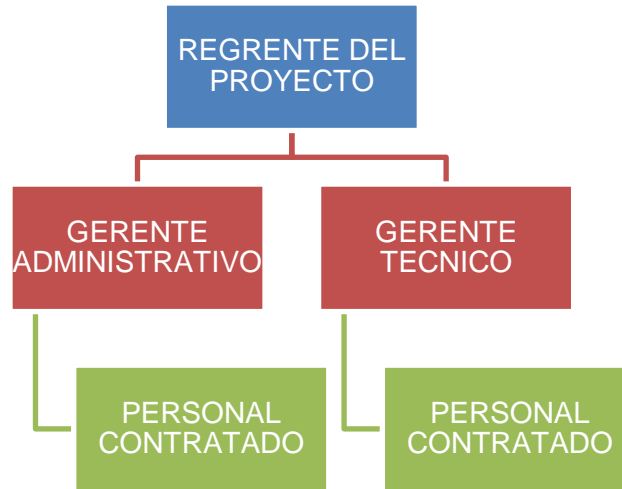 REGRENTE DEL
PROYECTO
GERENTE
ADMINISTRATIVO
GERENTE
TECNICO
PERSONAL
CONTRATADO
PERSONAL
CONTRATADO